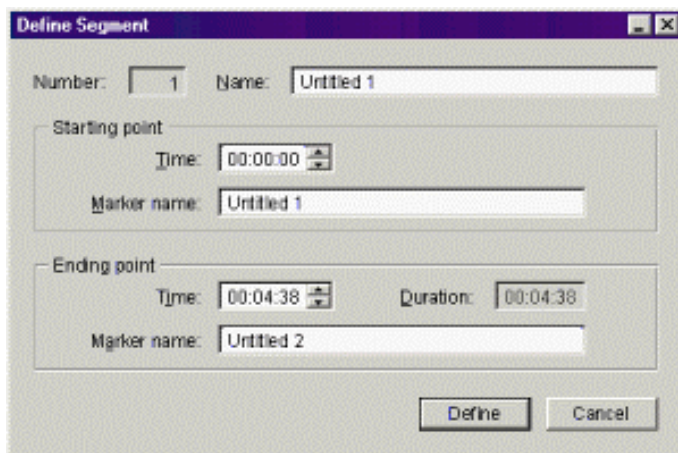 Define Segment
Number: 1 Name: Untitled 1
Starting point
Time: 00:00:00
Marker name: Untitled 1
Ending point
Time: 00:04:38 Duration: 00:04:38
Marker name: Untitled 2
Define Cancel